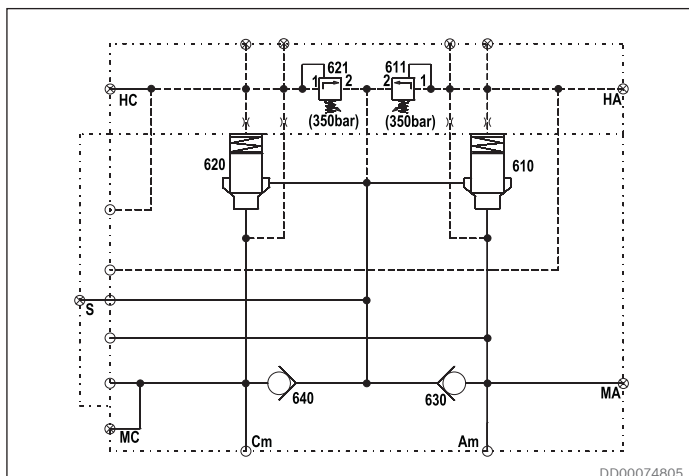 621 611
1 2 2 1
HC HA
(350bar) (350bar)
620 610
S
640 630 MA
MC Cm Am
DD00074805